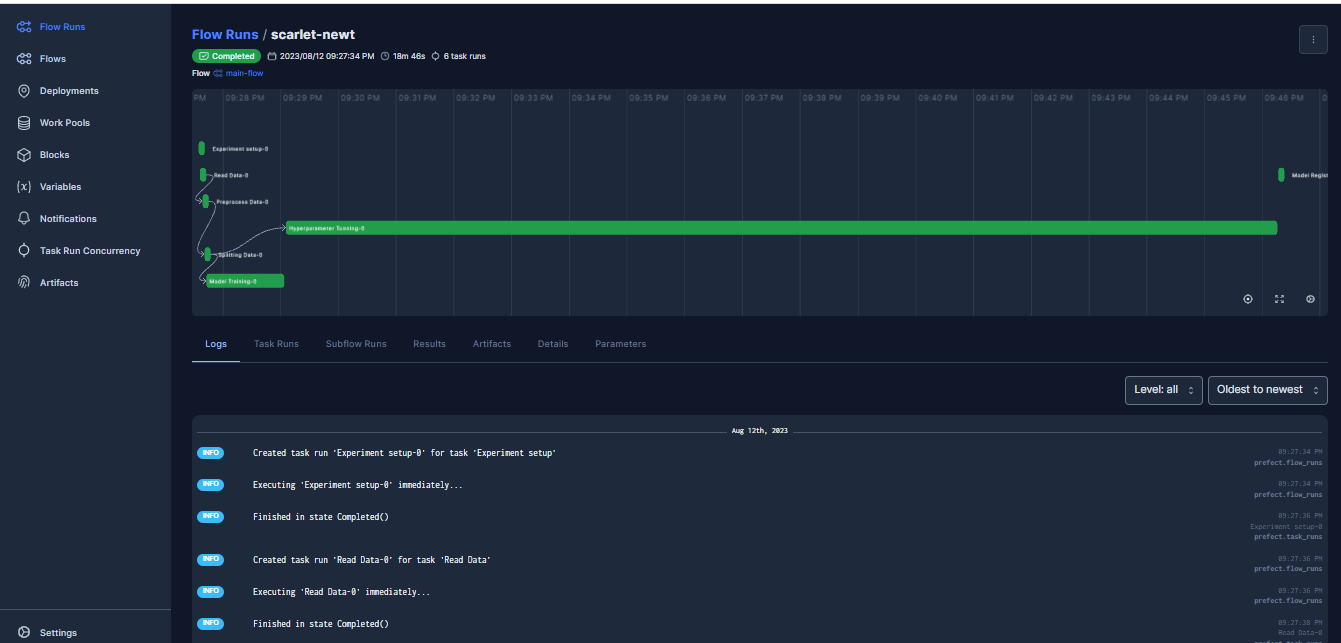 Flow Runs
Flows
Deployments
Work Pools
Blocks
Variables
Notifications
Task Run Concurrency
Artifacts
Settings
Flow Runs / scarlet-newt
Completed 2023/08/12 09:27:34 PM 18m 46s 6 task runs
Flow main-flow
PM 09:28 PM 09:29 PM 09:30 PM 09:31 PM 09:32 PM 09:33 PM 09:34 PM 09:35 PM 09:36 PM 09:37 PM 09:38 PM 09:39 PM 09:40 PM 09:41 PM 09:42 PM 09:43 PM 09:44 PM 09:45 PM 09:46 PM 0
Experiment setup-0
Read Data-0 Model Regist
Preprocess Data-0
Hyperparameter Tunning-0
Splitting Data-0
Model Training-0
Logs Task Runs Subflow Runs Results Artifacts Details Parameters
Level: all Oldest to newest
Aug 12th, 2023
INFO Created task run 'Experiment setup-0' for task 'Experiment setup' 09:27:34 PM
prefect.flow_runs
INFO Executing 'Experiment setup-0' immediately... 09:27:34 PM
prefect.flow_runs
INFO Finished in state Completed() 09:27:36 PM
Experiment setup-0
prefect.task_runs
INFO Created task run 'Read Data-0' for task 'Read Data' 09:27:36 PM
prefect.flow_runs
INFO Executing 'Read Data-0' immediately... 09:27:36 PM
prefect.flow_runs
INFO Finished in state Completed() 09:27:38 PM
Read Data-0